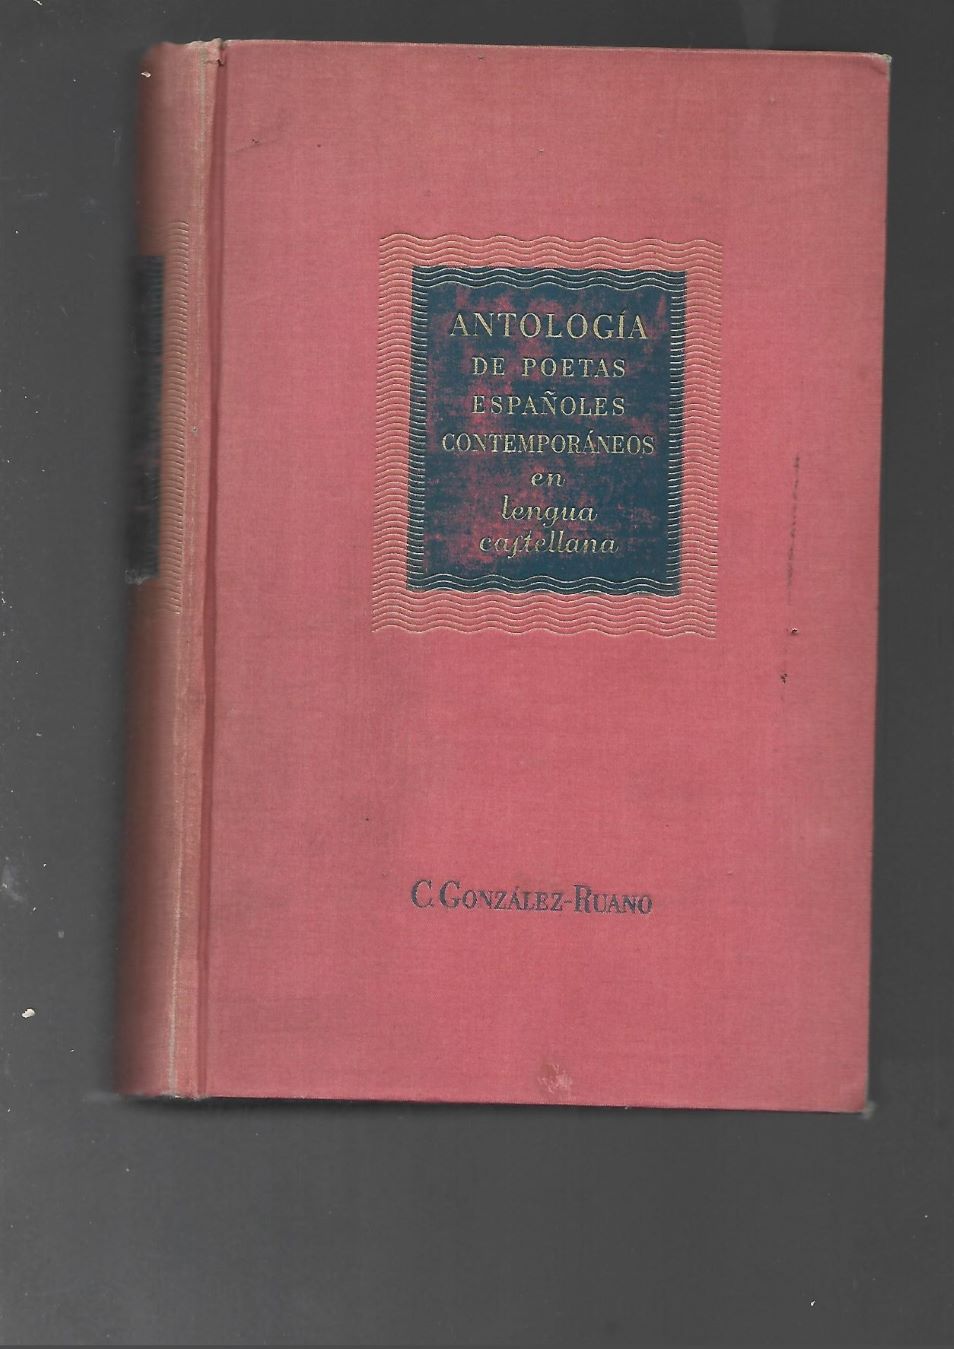 ANTOLOGÍA
DE POETAS
ESPAÑOLES
CONTEMPORÁNEOS
en
lengua
castellana
C. GONZÁLEZ-RUANO